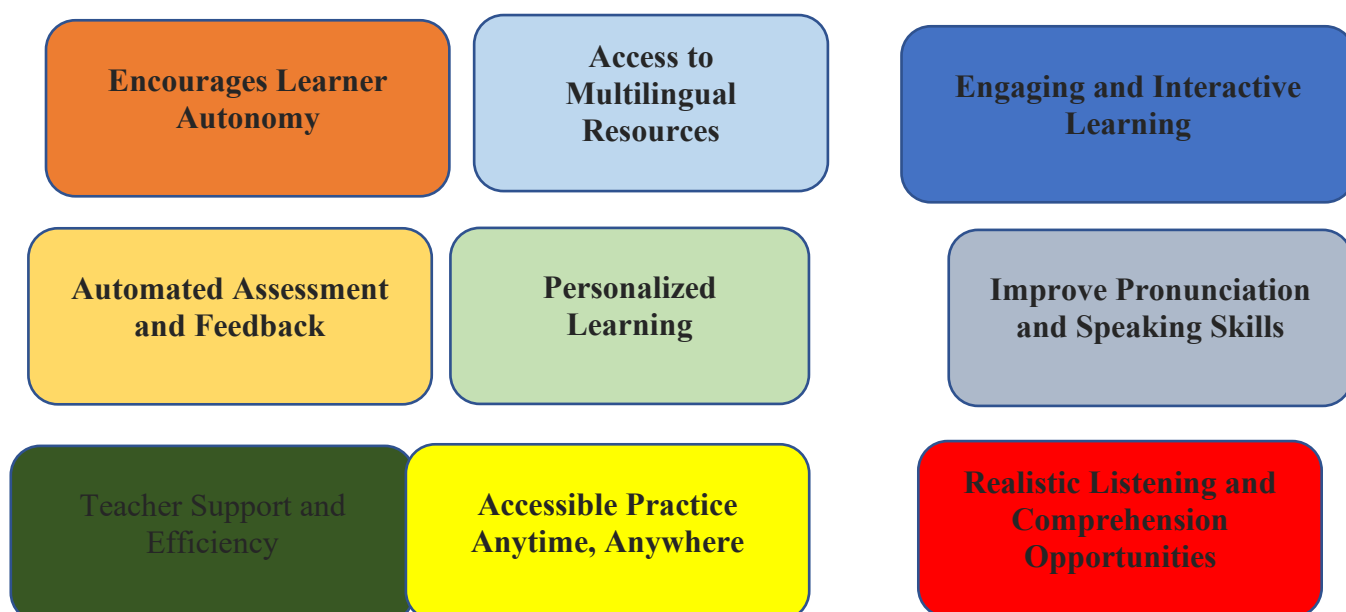 Encourages Learner
Autonomy
Access to
Multilingual
Resources
Engaging and Interactive
Learning
Automated Assessment
and Feedback
Personalized
Learning
Improve Pronunciation
and Speaking Skills
Teacher Support and
Efficiency
Accessible Practice
Anytime, Anywhere
Realistic Listening and
Comprehension
Opportunities